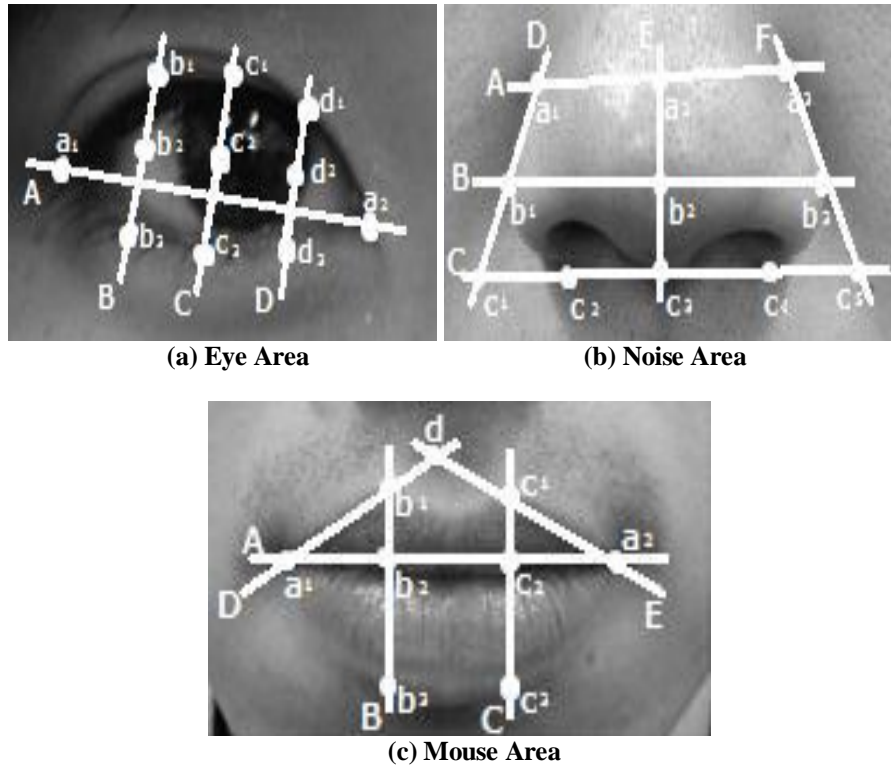 b1 c1
d1
a1 b2 c2
d2
A a2
b3 c3 d3
B C D
(a) Eye Area
D E F
A a1 a2 a3
B b1 b2 b3
C c1 c2 c3 c4 c5
(b) Noise Area
d
b1 c1
A a1 b2 c2 a2
D E
B b3 C c3
(c) Mouse Area